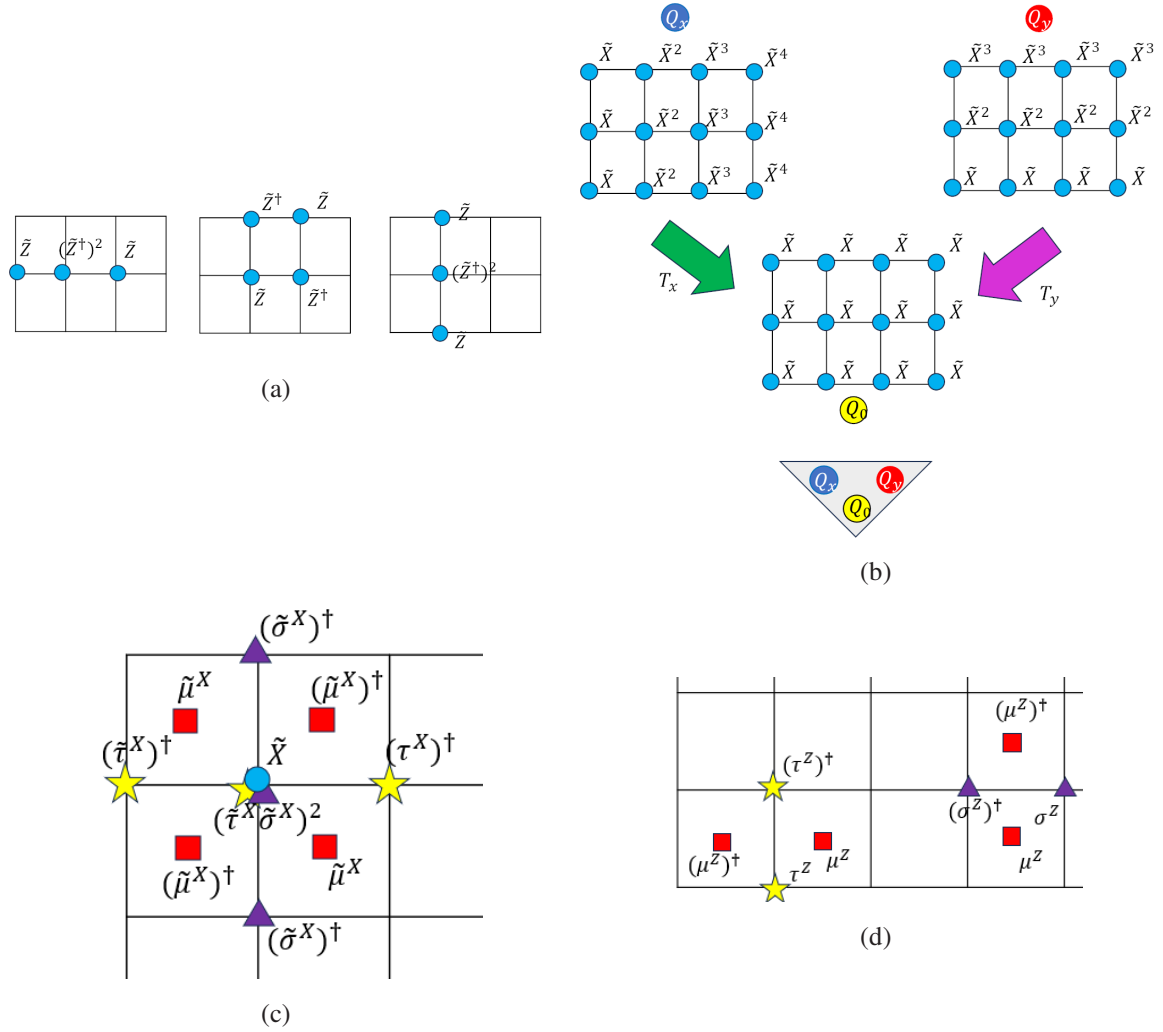 Q_x
Q_y
X̃ X̃² X̃³ X̃⁴
X̃ X̃² X̃³ X̃⁴
X̃ X̃² X̃³ X̃⁴
X̃³ X̃³ X̃³ X̃³
X̃² X̃² X̃² X̃²
X̃ X̃ X̃ X̃
T_x
T_y
X̃ X̃ X̃ X̃
X̃ X̃ X̃ X̃
X̃ X̃ X̃ X̃
Q_0
Q_x Q_y
Q_0
(b)
Z̃ (Z̃†)² Z̃
Z̃† Z̃
Z̃ Z̃†
Z̃
(Z̃†)²
Z̃
(a)
(σ̃^X)†
μ̃^X (μ̃^X)†
(τ̃^X)† X̃ (τ^X)†
(τ̃^X σ̃^X)²
(μ̃^X)† μ̃^X
(σ̃^X)†
(c)
(μ^Z)†
(τ^Z)†
(σ^Z)† σ^Z
(μ^Z)† μ^Z μ^Z
τ^Z
(d)